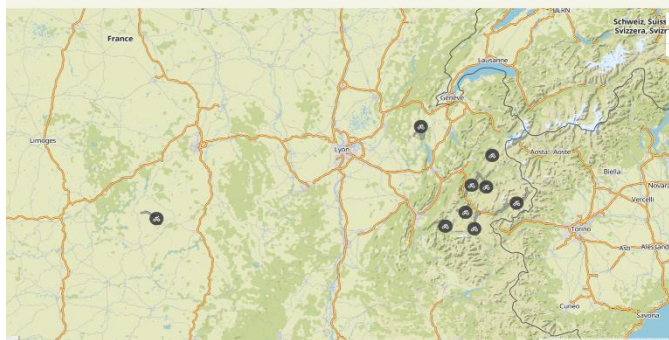 BERN
Schweiz, Suiss
Svizzera, Svizr
France
Lausanne
Genève
Limoges
Lyon
Aosta - Aoste
Biella
Novara
Vercelli
Torino
Asti
Alessand
Cuneo
Savona